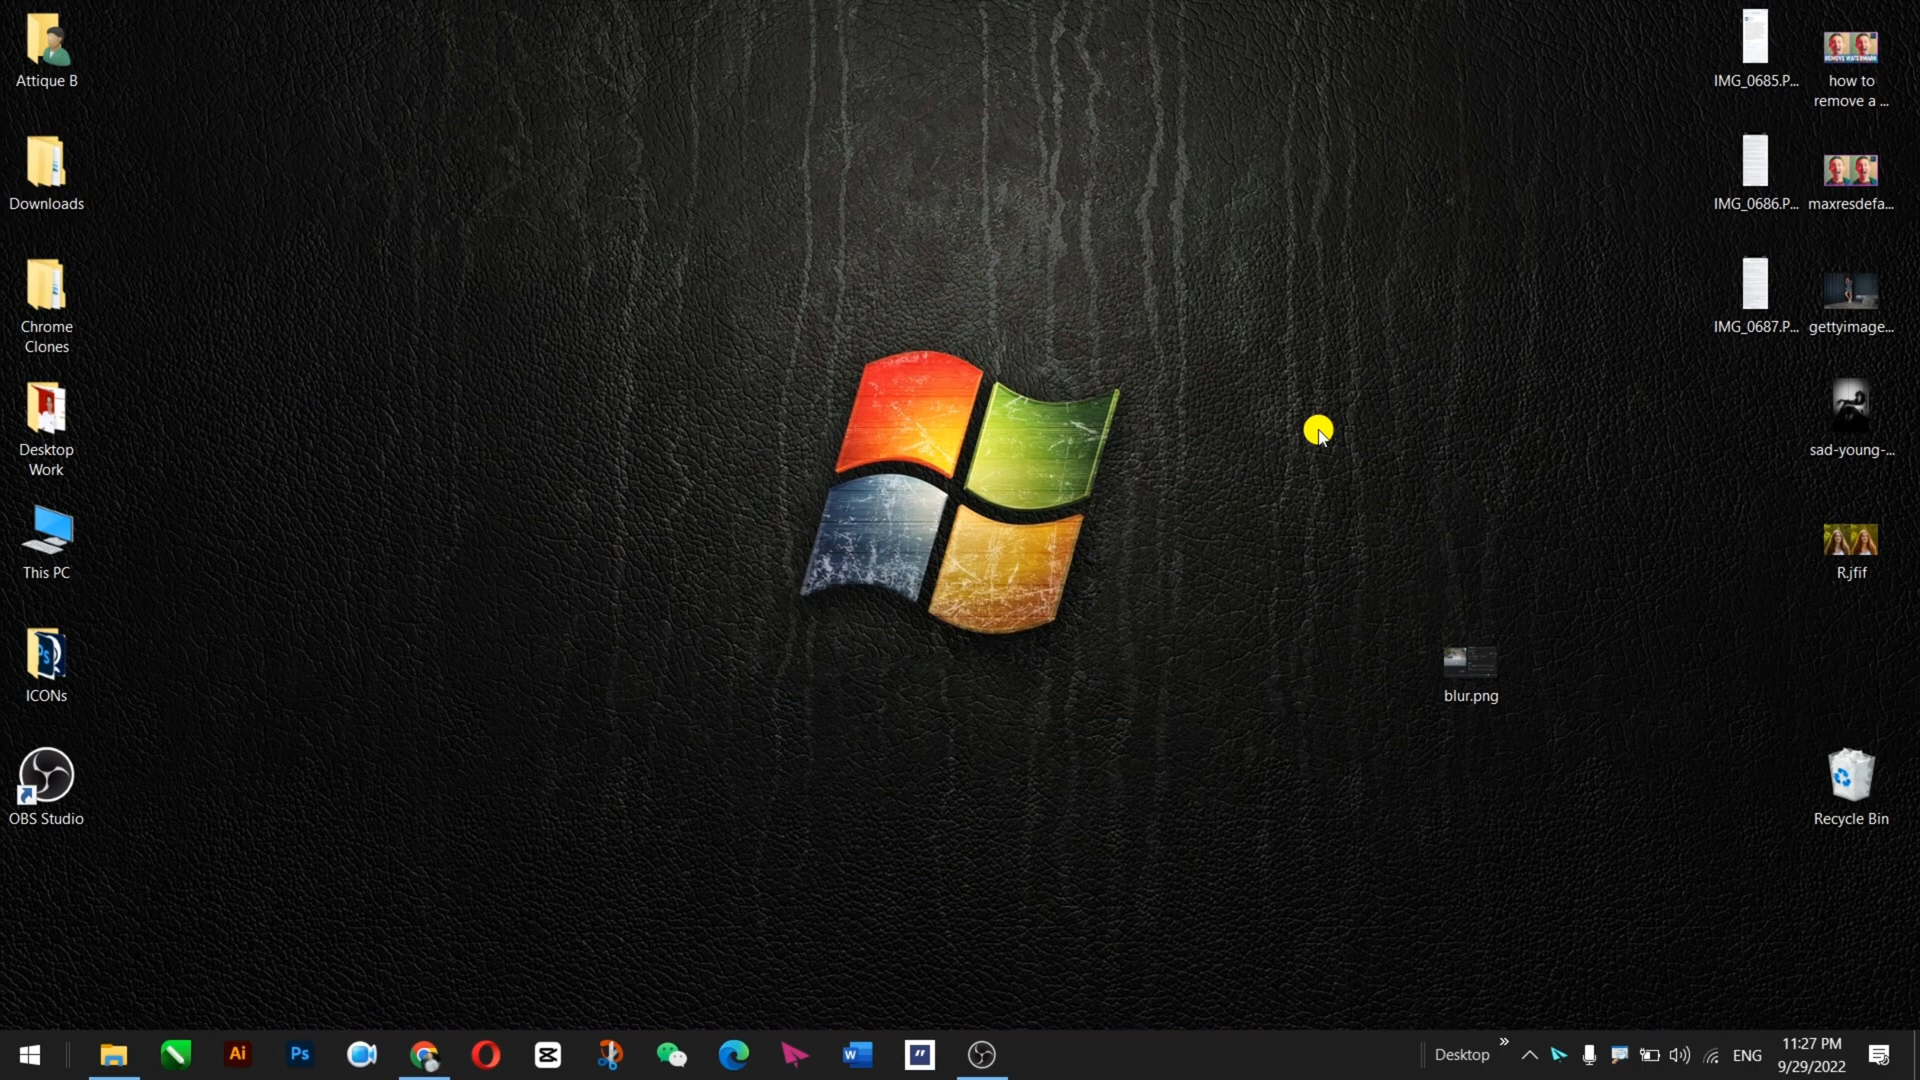 Attique B
Downloads
Chrome
Clones
Desktop
Work
This PC
ICONs
OBS Studio
IMG_0685.P...
how to
remove a ...
IMG_0686.P...
maxresdefa...
IMG_0687.P...
gettyimage...
sad-young-...
R.jfif
blur.png
Recycle Bin
Ai
Ps
Desktop
ENG
11:27 PM
9/29/2022